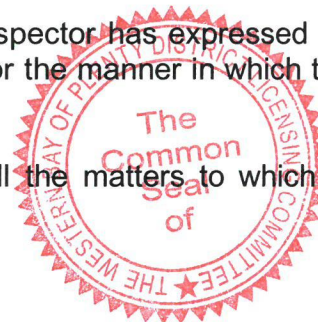 spector has expressed
or the manner in which t
ll the matters to which
THE WESTERN BAY OF PLENTY DISTRICT LICENSING COMMITTEE
The
Common
Seal
of